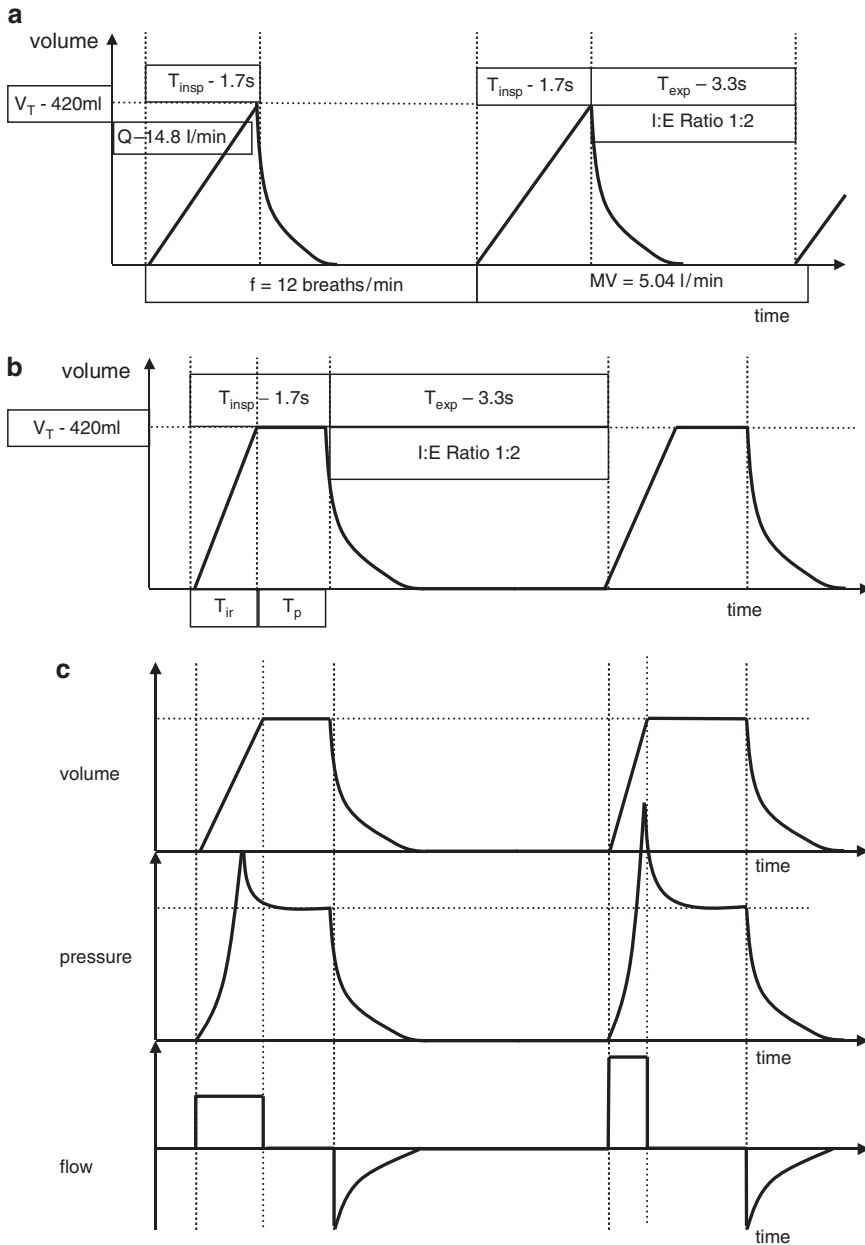 a
volume
T_insp - 1.7s
T_insp - 1.7s
T_exp – 3.3s
V_T - 420ml
I:E Ratio 1:2
Q–14.8 l/min
f = 12 breaths/min
MV = 5.04 l/min
time
b
volume
T_insp – 1.7s
T_exp – 3.3s
V_T - 420ml
I:E Ratio 1:2
T_ir
T_p
time
c
volume
time
pressure
time
flow
time